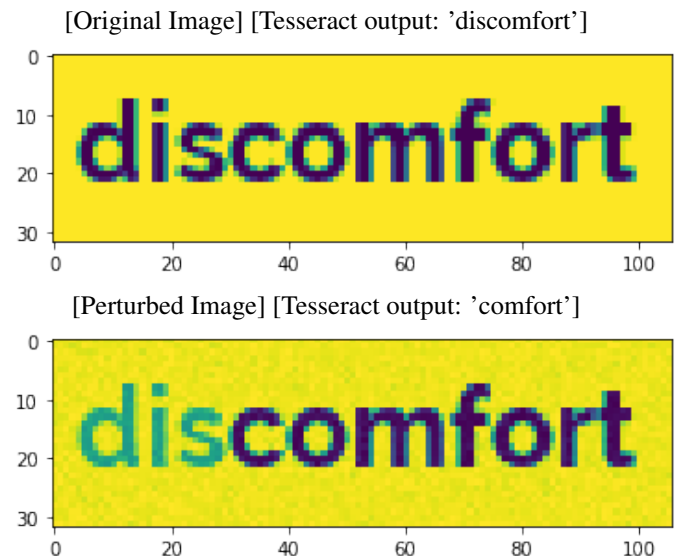 [Original Image] [Tesseract output: ’discomfort’]
0
10
20
30
discomfort
0 20 40 60 80 100
[Perturbed Image] [Tesseract output: ’comfort’]
0
10
20
30
discomfort
0 20 40 60 80 100